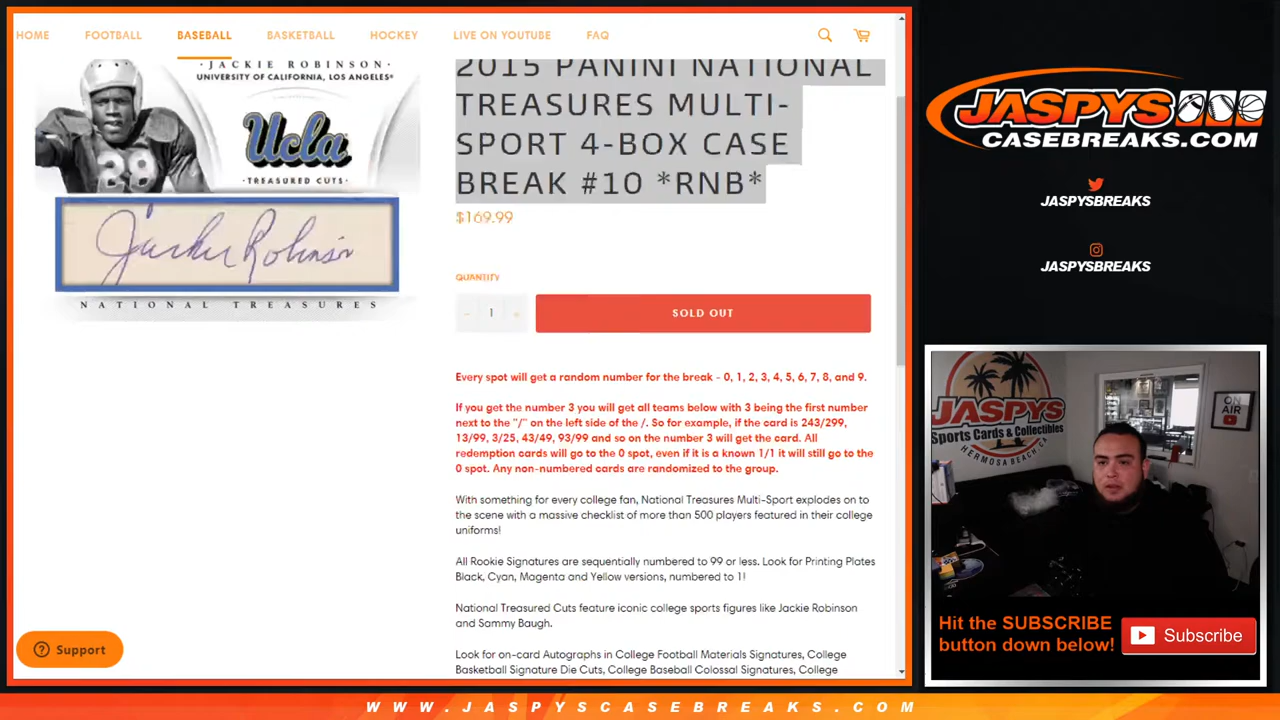 HOME FOOTBALL BASEBALL BASKETBALL HOCKEY LIVE ON YOUTUBE FAQ
·JACKIE ROBINSON·
UNIVERSITY OF CALIFORNIA, LOS ANGELES®
29
Ucla
·TREASURED CUTS·
Jackie Robinson
NATIONAL TREASURES
2015 PANINI NATIONAL
TREASURES MULTI-
SPORT 4-BOX CASE
BREAK #10 *RNB*
$169.99
QUANTITY
- 1 +
SOLD OUT
Every spot will get a random number for the break - 0, 1, 2, 3, 4, 5, 6, 7, 8, and 9.
If you get the number 3 you will get all teams below with 3 being the first number
next to the "/" on the left side of the /. So for example, if the card is 243/299,
13/99, 3/25, 43/49, 93/99 and so on the number 3 will get the card. All
redemption cards will go to the 0 spot, even if it is a known 1/1 it will still go to the
0 spot. Any non-numbered cards are randomized to the group.
With something for every college fan, National Treasures Multi-Sport explodes on to
the scene with a massive checklist of more than 500 players featured in their college
uniforms!
All Rookie Signatures are sequentially numbered to 99 or less. Look for Printing Plates
Black, Cyan, Magenta and Yellow versions, numbered to 1!
National Treasured Cuts feature iconic college sports figures like Jackie Robinson
and Sammy Baugh.
Look for on-card Autographs in College Football Materials Signatures, College
Basketball Signature Die Cuts, College Baseball Colossal Signatures, College
Support
JASPYS
CASEBREAKS.COM
JASPYSBREAKS
JASPYSBREAKS
JASPYS
Sports Cards & Collectibles
HERMOSA BEACH, CA
ON
AIR
Hit the SUBSCRIBE
button down below!
Subscribe
WWW.JASPYSCASEBREAKS.COM